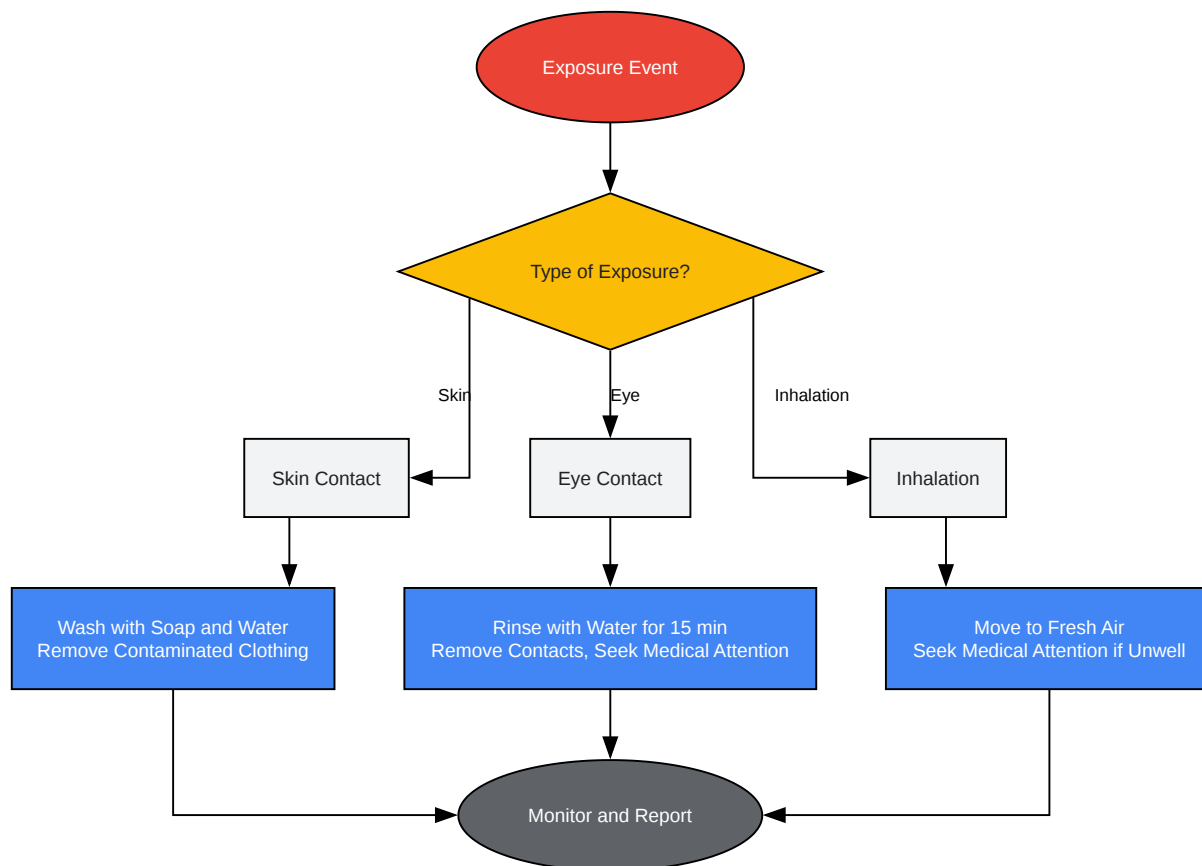 Exposure Event
Type of Exposure?
Skin
Eye
Inhalation
Skin Contact
Eye Contact
Inhalation
Wash with Soap and Water
Remove Contaminated Clothing
Rinse with Water for 15 min
Remove Contacts, Seek Medical Attention
Move to Fresh Air
Seek Medical Attention if Unwell
Monitor and Report